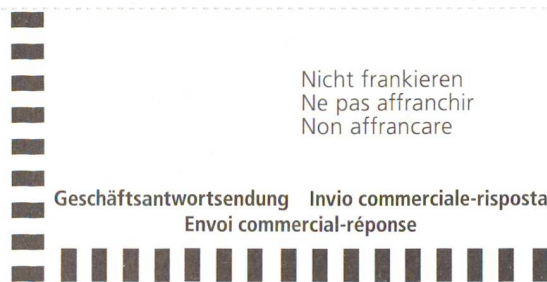 Nicht frankieren
Ne pas affranchir
Non affrancare
Geschäftsantwortsendung Invio commerciale-risposta
Envoi commercial-réponse